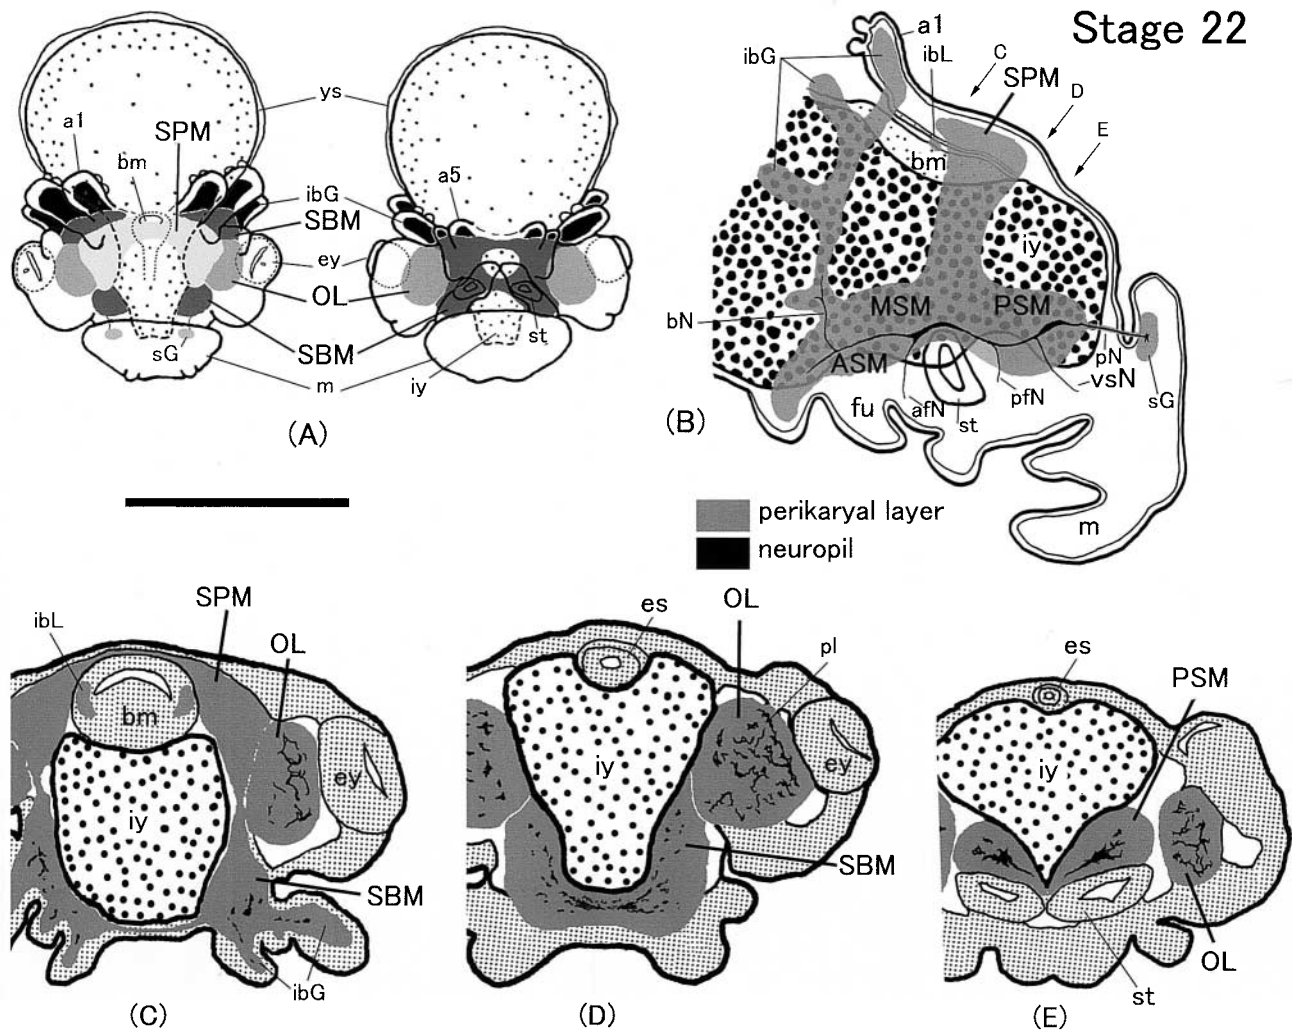 Stage 22
ys
a1
SPM
bm
ibG
SBM
ey
OL
SBM
sG
m
a5
st
iy
(A)
a1
ibG
ibL
C
SPM
D
E
bm
iy
MSM
PSM
bN
ASM
pN
vsN
sG
fu
afN
st
pfN
m
(B)
perikaryal layer
neuropil
SPM
ibL
OL
bm
ey
iy
SBM
ibG
(C)
es
OL
pl
iy
ey
SBM
(D)
es
PSM
iy
OL
st
(E)